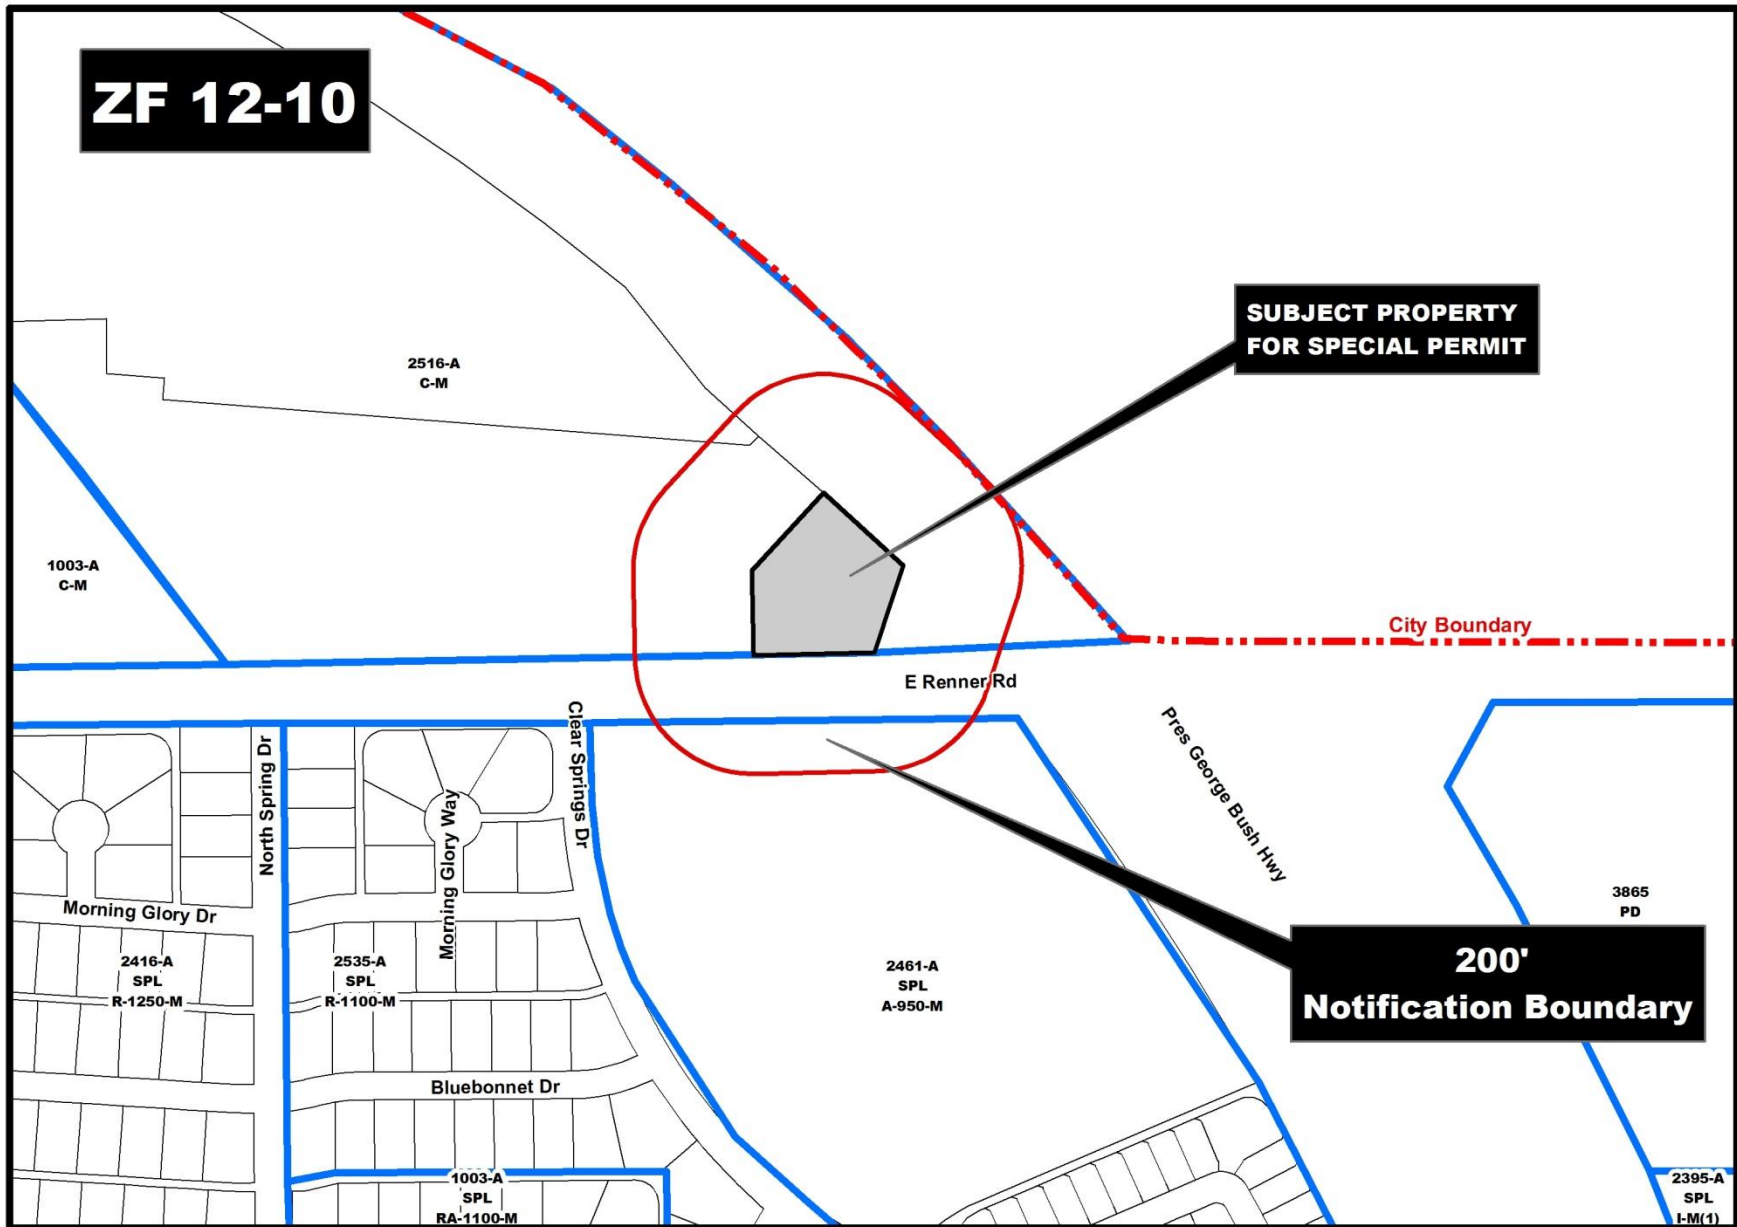 ZF 12-10
SUBJECT PROPERTY
FOR SPECIAL PERMIT
2516-A
C-M
1003-A
C-M
City Boundary
E Renner Rd
Clear Springs Dr
North Spring Dr
Morning Glory Way
Pres George Bush Hwy
Morning Glory Dr
3865
PD
2416-A
SPL
R-1250-M
2535-A
SPL
R-1100-M
2461-A
SPL
A-950-M
200'
Notification Boundary
Bluebonnet Dr
1003-A
SPL
RA-1100-M
2395-A
SPL
I-M(1)